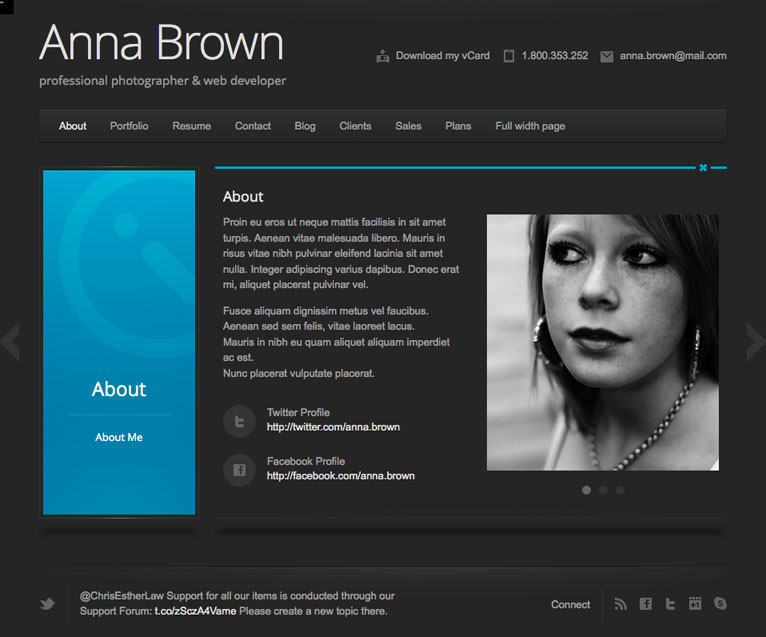 Anna Brown
professional photographer & web developer
Download my vCard 1.800.353.252 anna.brown@mail.com
About Portfolio Resume Contact Blog Clients Sales Plans Full width page
About
About Me
About
Proin eu eros ut neque mattis facilisis in sit amet
turpis. Aenean vitae malesuada libero. Mauris in
risus vitae nibh pulvinar eleifend lacinia sit amet
nulla. Integer adipiscing varius dapibus. Donec erat
mi, aliquet placerat pulvinar vel.
Fusce aliquam dignissim metus vel faucibus.
Aenean sed sem felis, vitae laoreet lacus.
Mauris in nibh eu quam aliquet aliquam imperdiet
ac est.
Nunc placerat vulputate placerat.
Twitter Profile
http://twitter.com/anna.brown
Facebook Profile
http://facebook.com/anna.brown
@ChrisEstherLaw Support for all our items is conducted through our
Support Forum: t.co/zSczA4Vame Please create a new topic there.
Connect